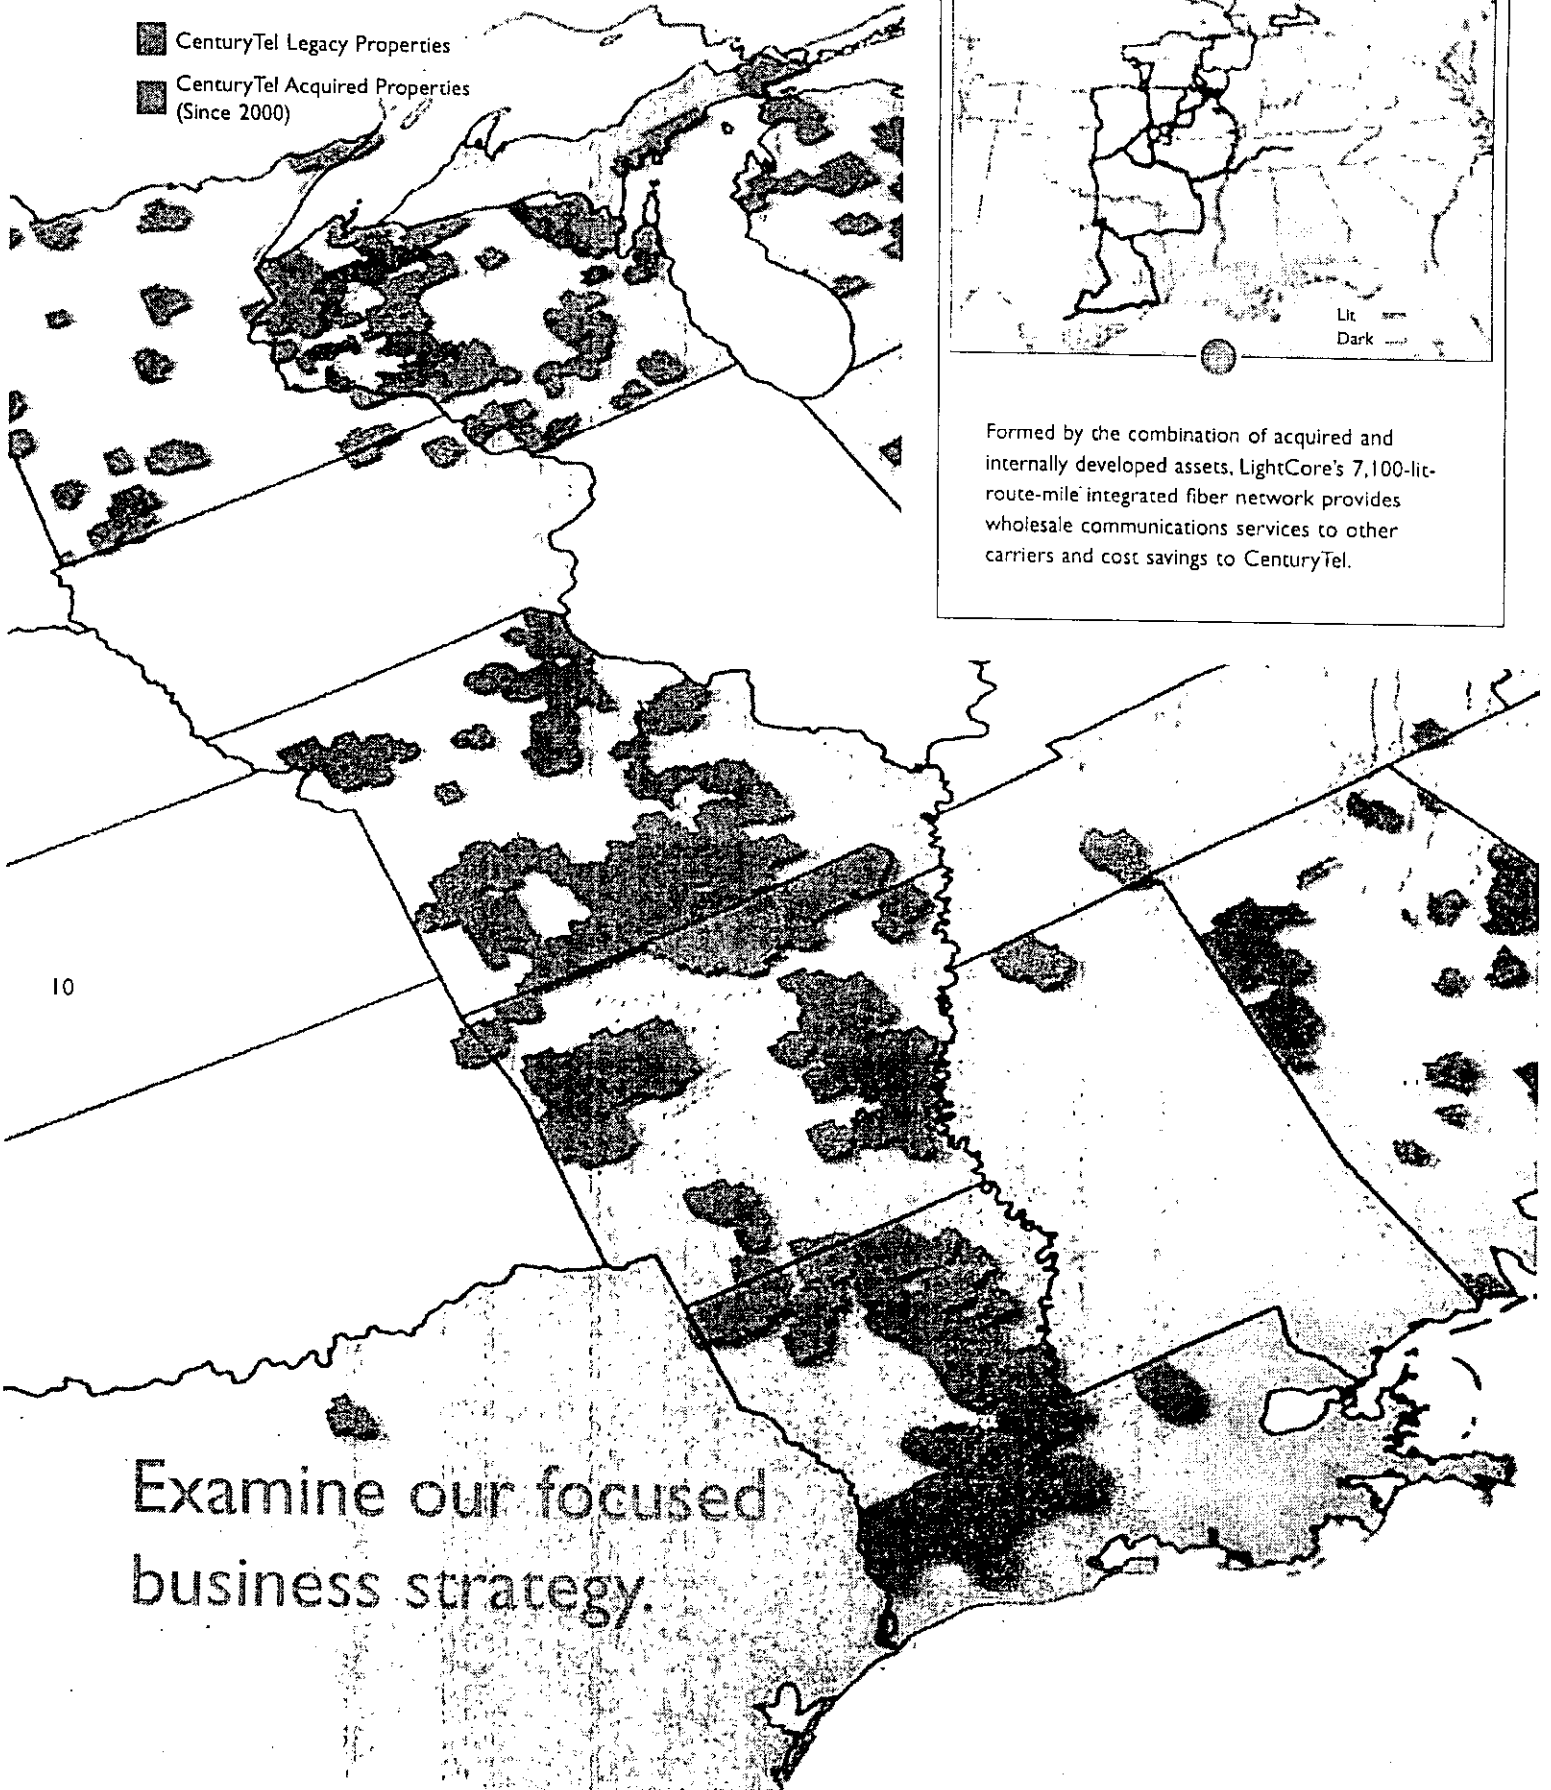 CenturyTel Legacy Properties
CenturyTel Acquired Properties
(Since 2000)
Lit
Dark
Formed by the combination of acquired and
internally developed assets, LightCore's 7,100-lit-
route-mile integrated fiber network provides
wholesale communications services to other
carriers and cost savings to CenturyTel.
10
Examine our focused
business strategy.